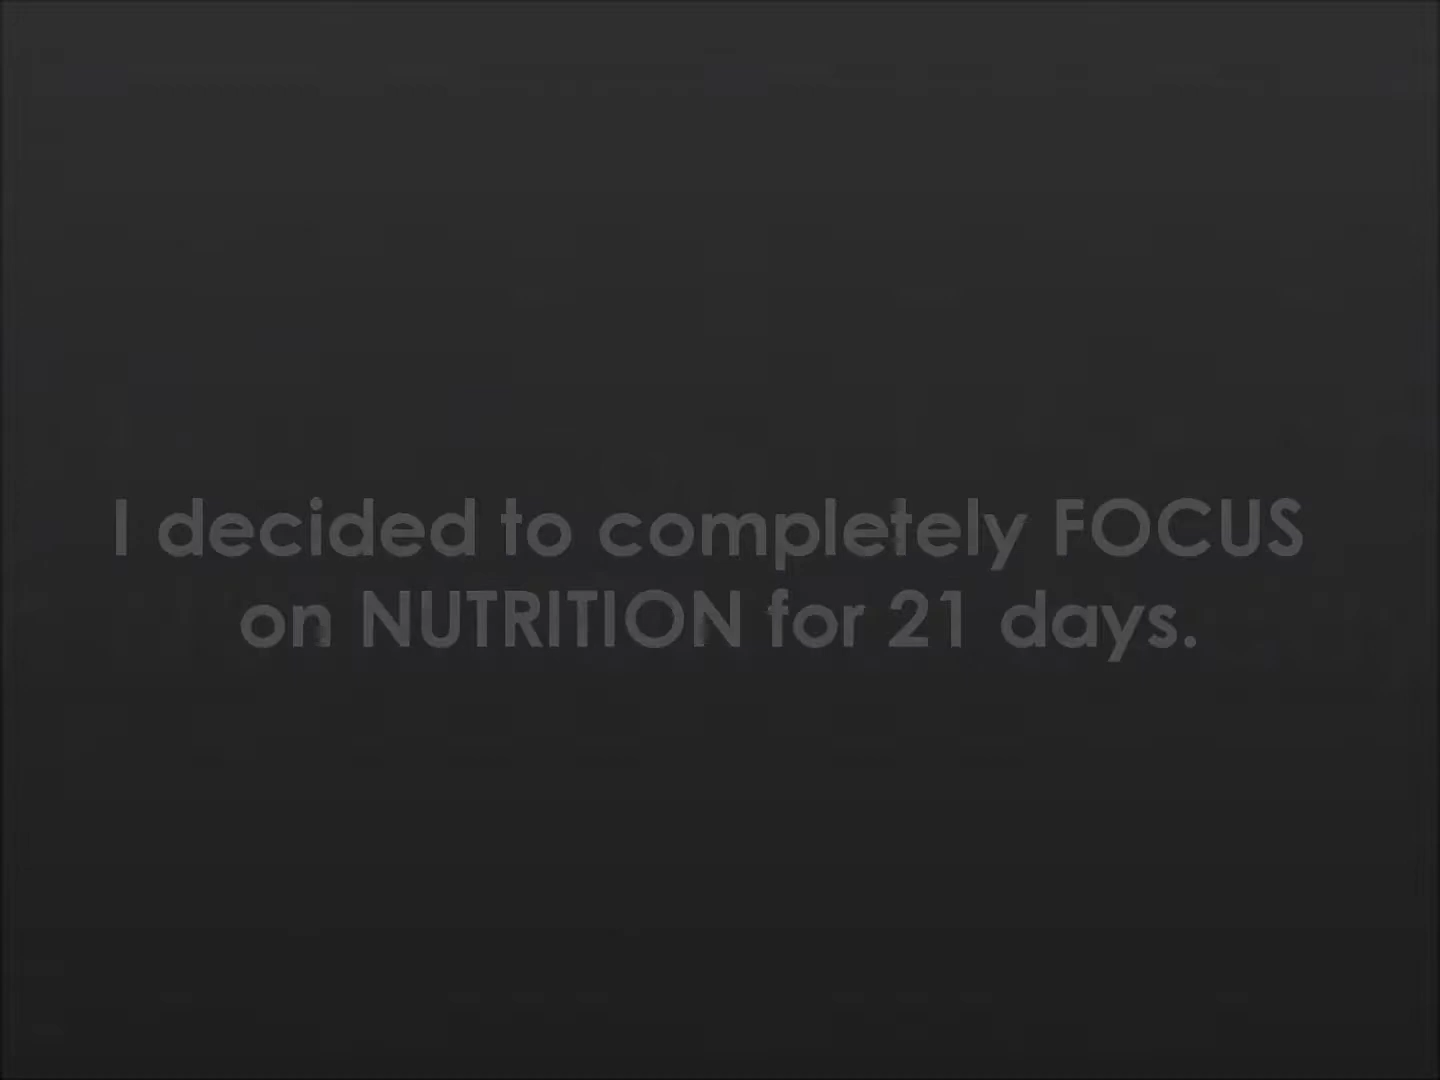 I decided to completely FOCUS
on NUTRITION for 21 days.